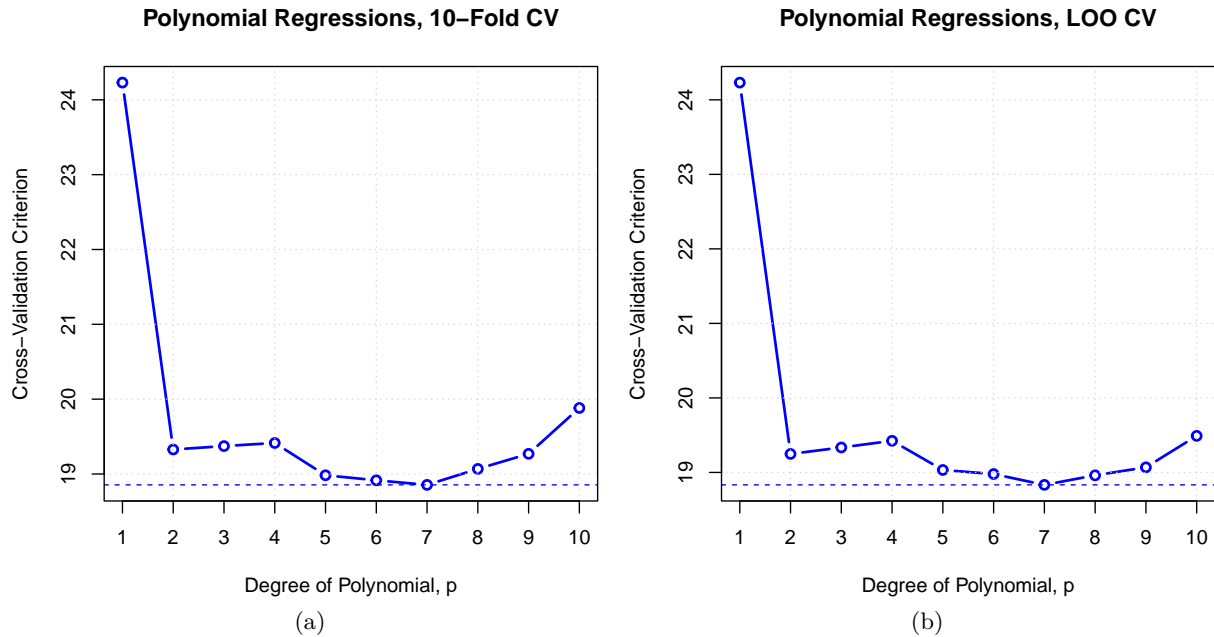 Polynomial Regressions, 10−Fold CV
24
23
22
21
20
19
Cross−Validation Criterion
1 2 3 4 5 6 7 8 9 10
Degree of Polynomial, p
(a)
Polynomial Regressions, LOO CV
24
23
22
21
20
19
Cross−Validation Criterion
1 2 3 4 5 6 7 8 9 10
Degree of Polynomial, p
(b)